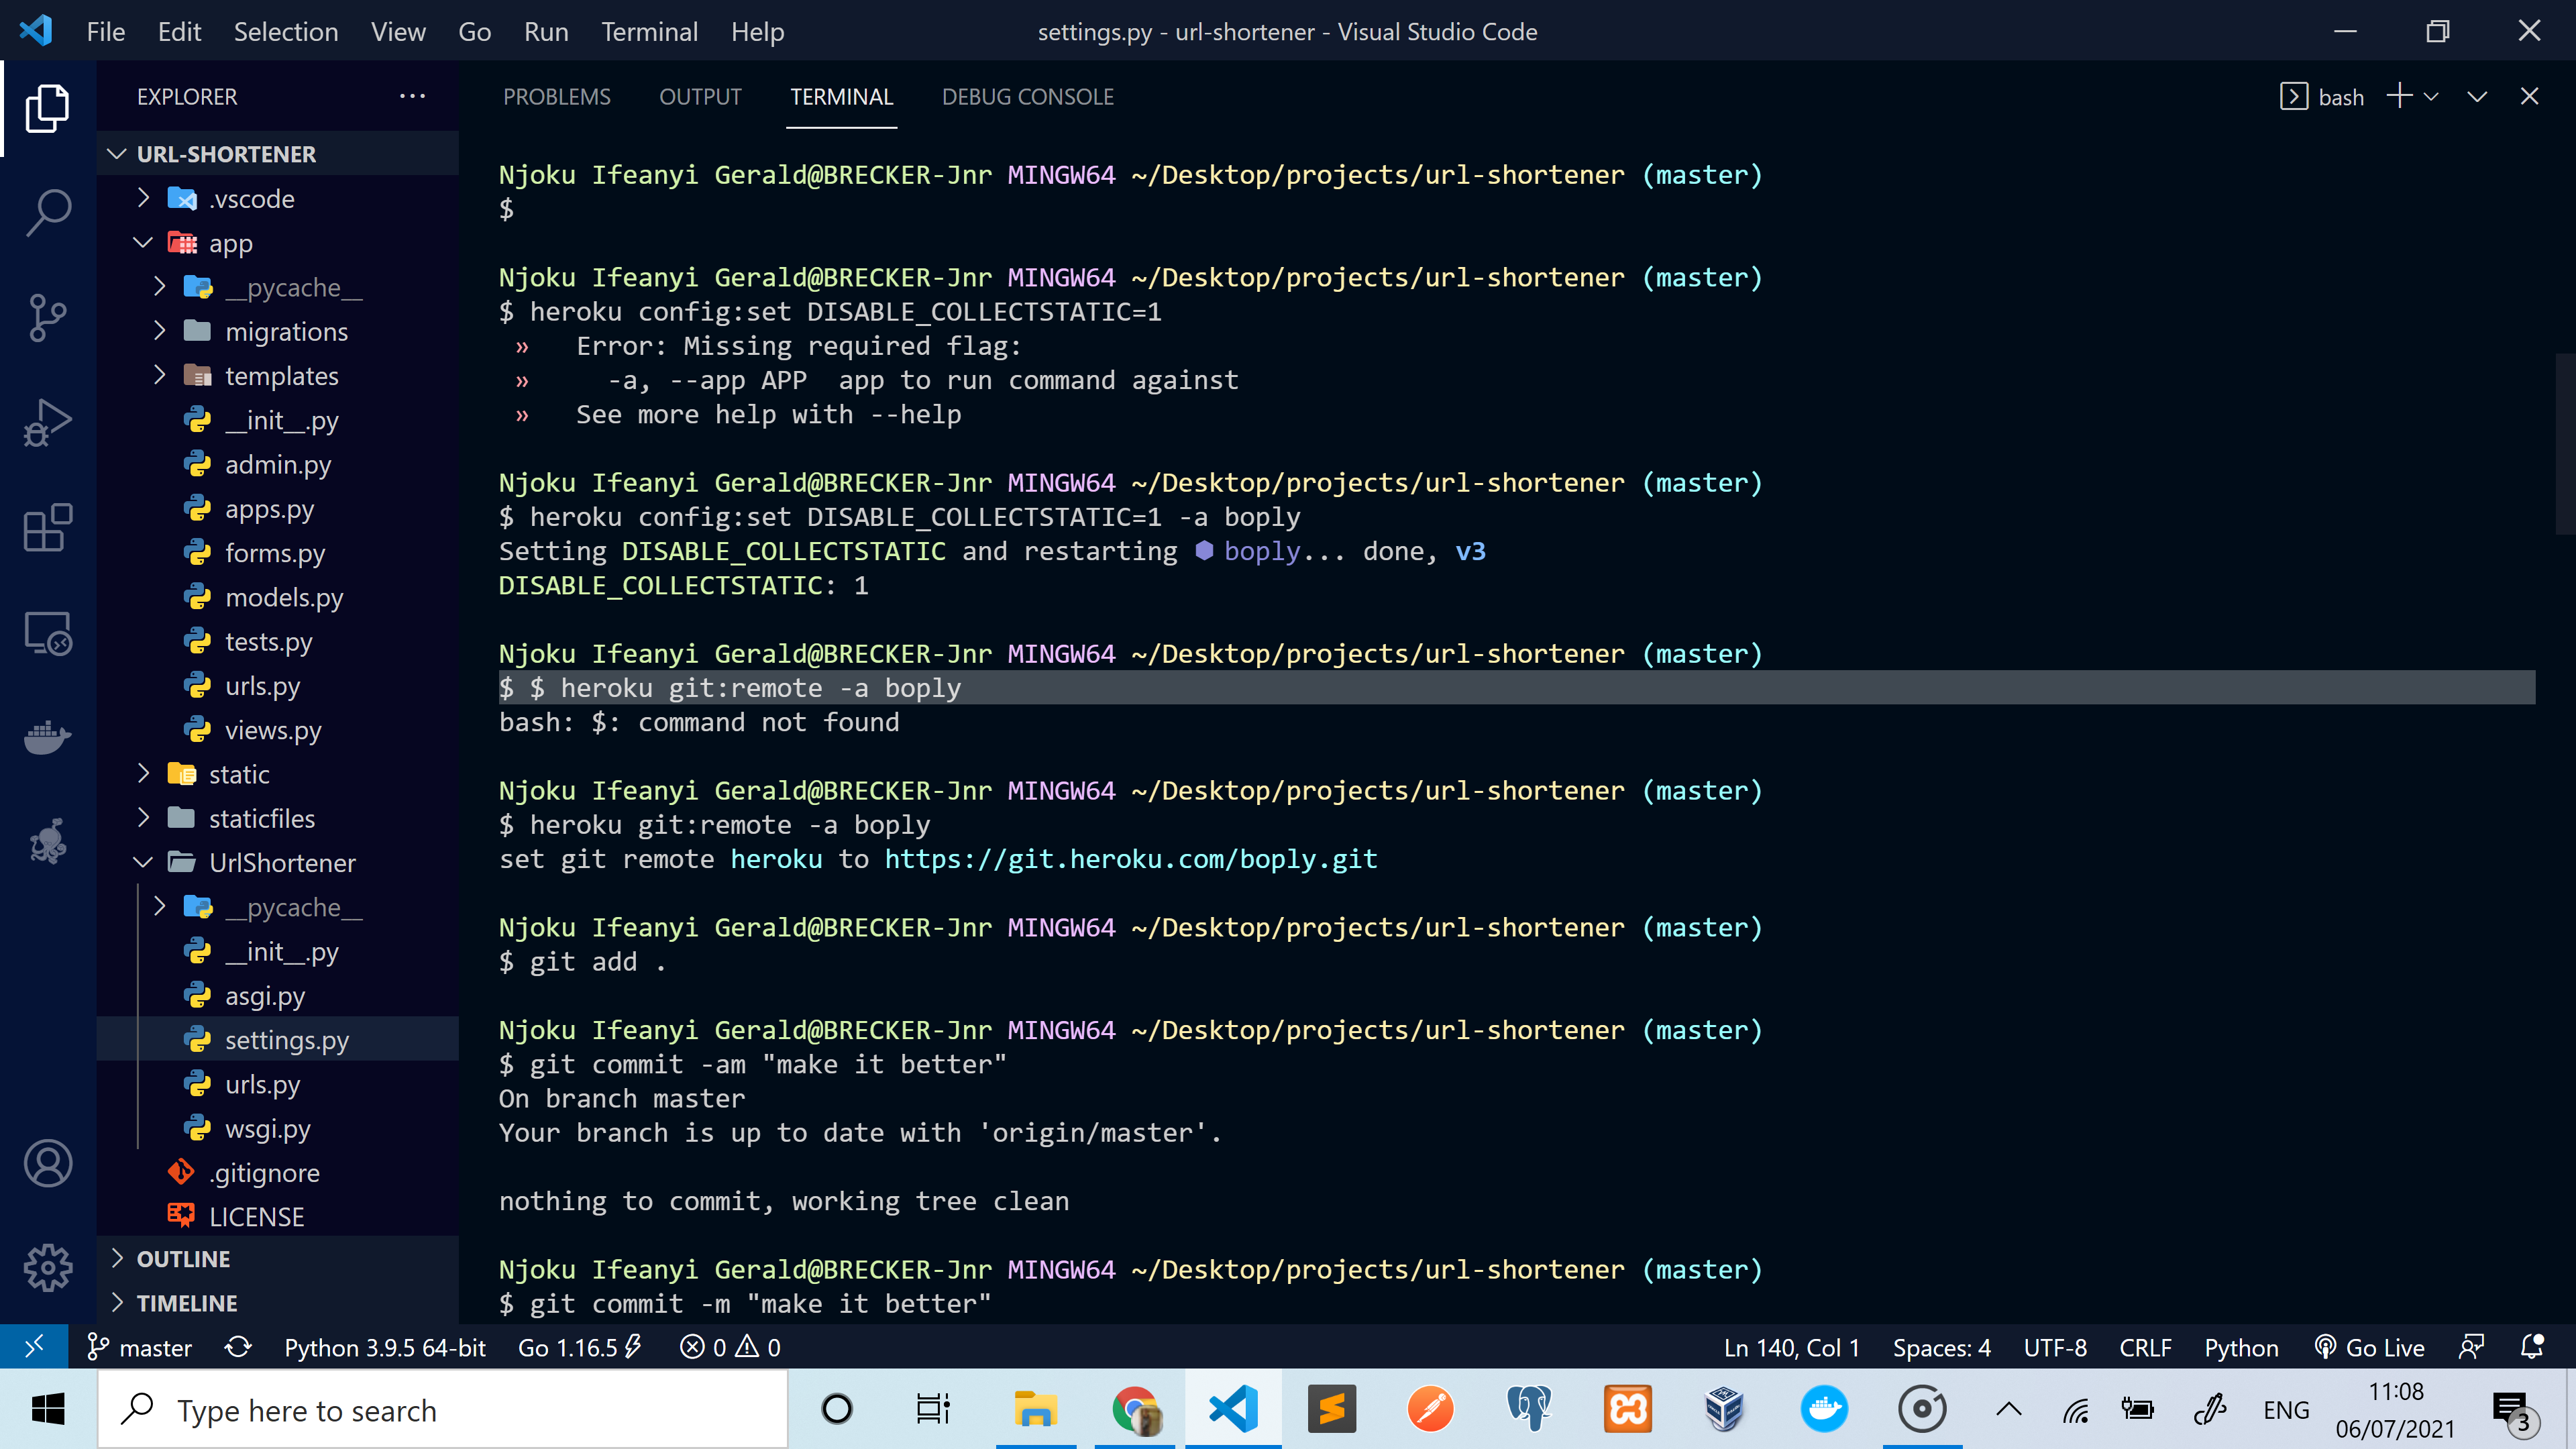 File Edit Selection View Go Run Terminal Help settings.py - url-shortener - Visual Studio Code
EXPLORER
URL-SHORTENER
.vscode
app
__pycache__
migrations
templates
__init__.py
admin.py
apps.py
forms.py
models.py
tests.py
urls.py
views.py
static
staticfiles
UrlShortener
__pycache__
__init__.py
asgi.py
settings.py
urls.py
wsgi.py
.gitignore
LICENSE
OUTLINE
TIMELINE
PROBLEMS OUTPUT TERMINAL DEBUG CONSOLE bash
Njoku Ifeanyi Gerald@BRECKER-Jnr MINGW64 ~/Desktop/projects/url-shortener (master)
$
Njoku Ifeanyi Gerald@BRECKER-Jnr MINGW64 ~/Desktop/projects/url-shortener (master)
$ heroku config:set DISABLE_COLLECTSTATIC=1
» Error: Missing required flag:
» -a, --app APP app to run command against
» See more help with --help
Njoku Ifeanyi Gerald@BRECKER-Jnr MINGW64 ~/Desktop/projects/url-shortener (master)
$ heroku config:set DISABLE_COLLECTSTATIC=1 -a boply
Setting DISABLE_COLLECTSTATIC and restarting ⬢ boply... done, v3
DISABLE_COLLECTSTATIC: 1
Njoku Ifeanyi Gerald@BRECKER-Jnr MINGW64 ~/Desktop/projects/url-shortener (master)
$ $ heroku git:remote -a boply
bash: $: command not found
Njoku Ifeanyi Gerald@BRECKER-Jnr MINGW64 ~/Desktop/projects/url-shortener (master)
$ heroku git:remote -a boply
set git remote heroku to https://git.heroku.com/boply.git
Njoku Ifeanyi Gerald@BRECKER-Jnr MINGW64 ~/Desktop/projects/url-shortener (master)
$ git add .
Njoku Ifeanyi Gerald@BRECKER-Jnr MINGW64 ~/Desktop/projects/url-shortener (master)
$ git commit -am "make it better"
On branch master
Your branch is up to date with 'origin/master'.
nothing to commit, working tree clean
Njoku Ifeanyi Gerald@BRECKER-Jnr MINGW64 ~/Desktop/projects/url-shortener (master)
$ git commit -m "make it better"
master Python 3.9.5 64-bit Go 1.16.5 0 0 Ln 140, Col 1 Spaces: 4 UTF-8 CRLF Python Go Live
Type here to search ENG 11:08
06/07/2021 3